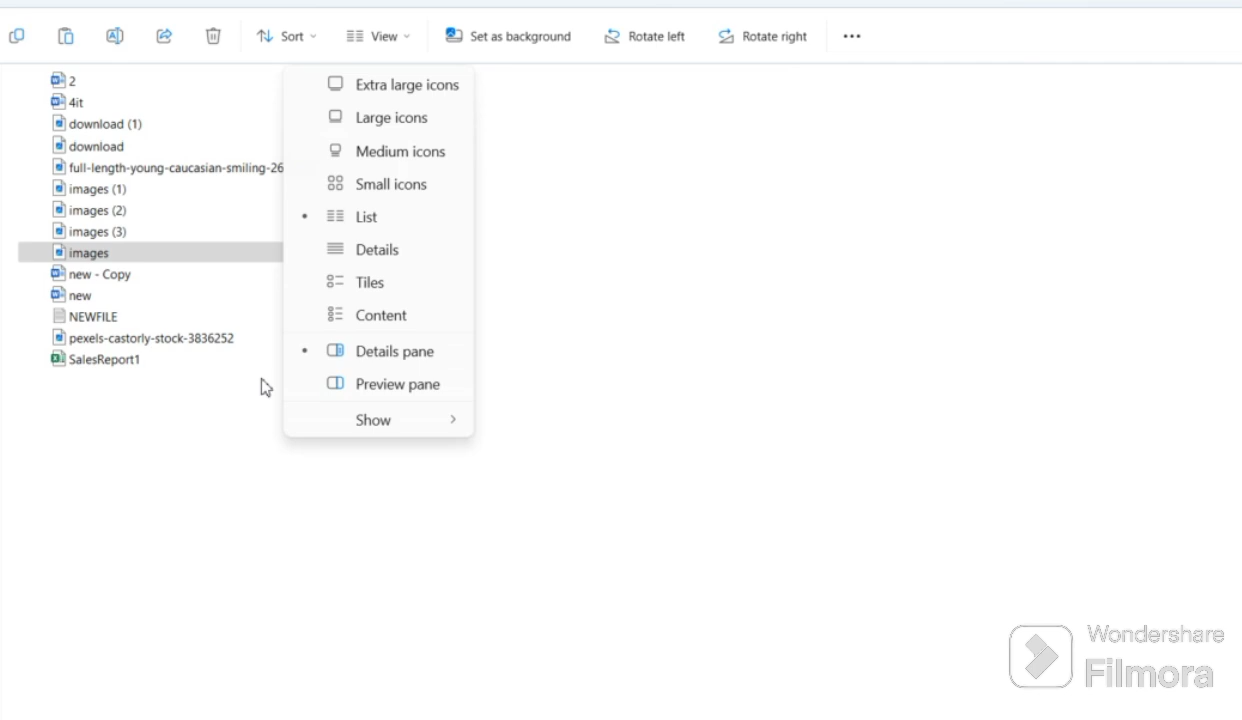 Sort
View
Set as background
Rotate left
Rotate right
2
4it
download (1)
download
full-length-young-caucasian-smiling-26
images (1)
images (2)
images (3)
images
new - Copy
new
NEWFILE
pexels-castorly-stock-3836252
SalesReport1
Extra large icons
Large icons
Medium icons
Small icons
List
Details
Tiles
Content
Details pane
Preview pane
Show
Wondershare
Filmora